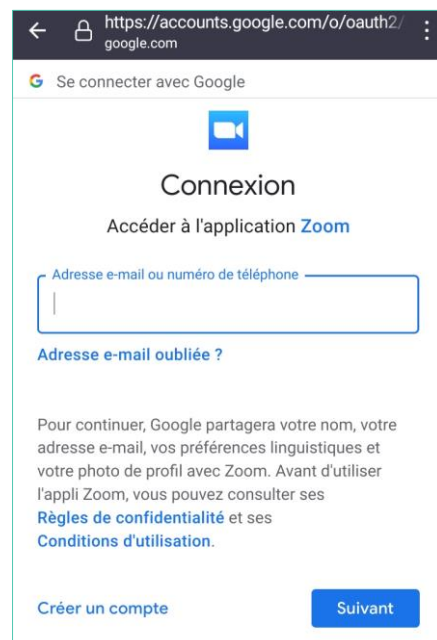 https://accounts.google.com/o/oauth2/
google.com
Se connecter avec Google
Connexion
Accéder à l'application Zoom
Adresse e-mail ou numéro de téléphone
Adresse e-mail oubliée ?
Pour continuer, Google partagera votre nom, votre
adresse e-mail, vos préférences linguistiques et
votre photo de profil avec Zoom. Avant d'utiliser
l'appli Zoom, vous pouvez consulter ses
Règles de confidentialité et ses
Conditions d'utilisation.
Créer un compte
Suivant